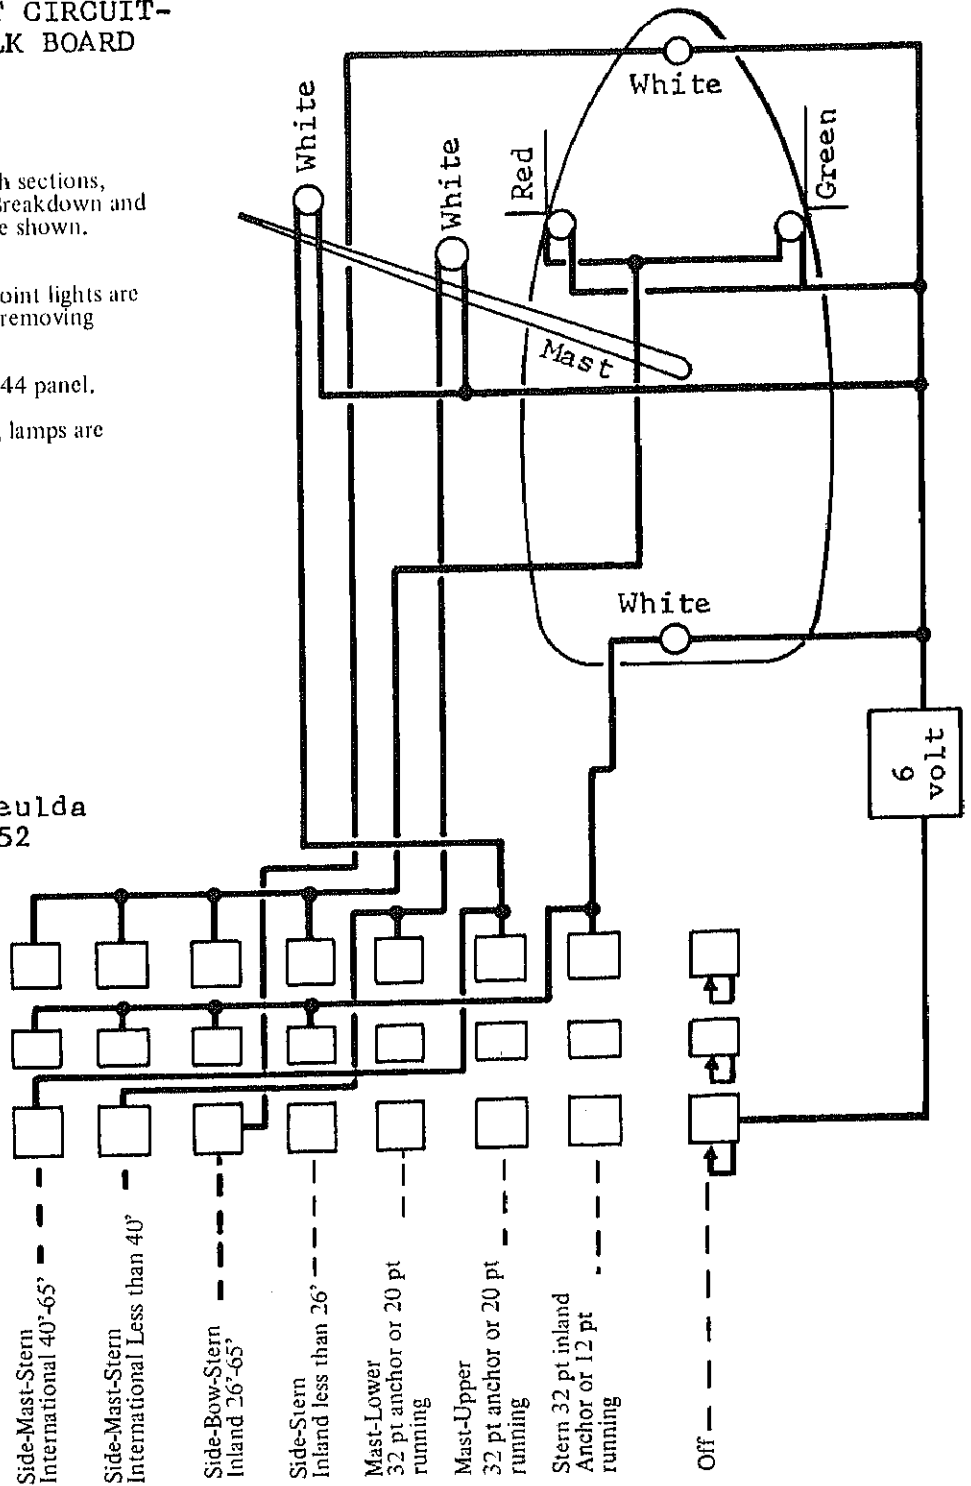 CIRCUIT-
BOARD
sections,
Breakdown and
shown.
lights are
removing
44 panel.
lamps are
52
White
White
White
Red
Green
Mast
White
6
volt
Side-Mast-Stern
International 40'-65'
Side-Mast-Stern
International Less than 40'
Side-Bow-Stern
Inland 26'-65'
Side-Stern
Inland less than 26'
Mast-Lower
32 pt anchor or 20 pt
running
Mast-Upper
32 pt anchor or 20 pt
running
Stern 32 pt inland
Anchor or 12 pt
running
Off